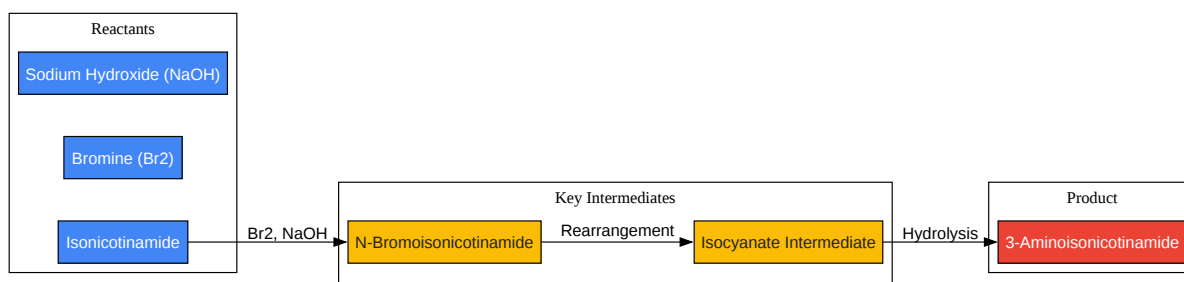 Reactants
Sodium Hydroxide (NaOH)
Bromine (Br2)
Isonicotinamide
Br2, NaOH
Key Intermediates
N-Bromoisonicotinamide
Rearrangement
Isocyanate Intermediate
Hydrolysis
Product
3-Aminoisonicotinamide